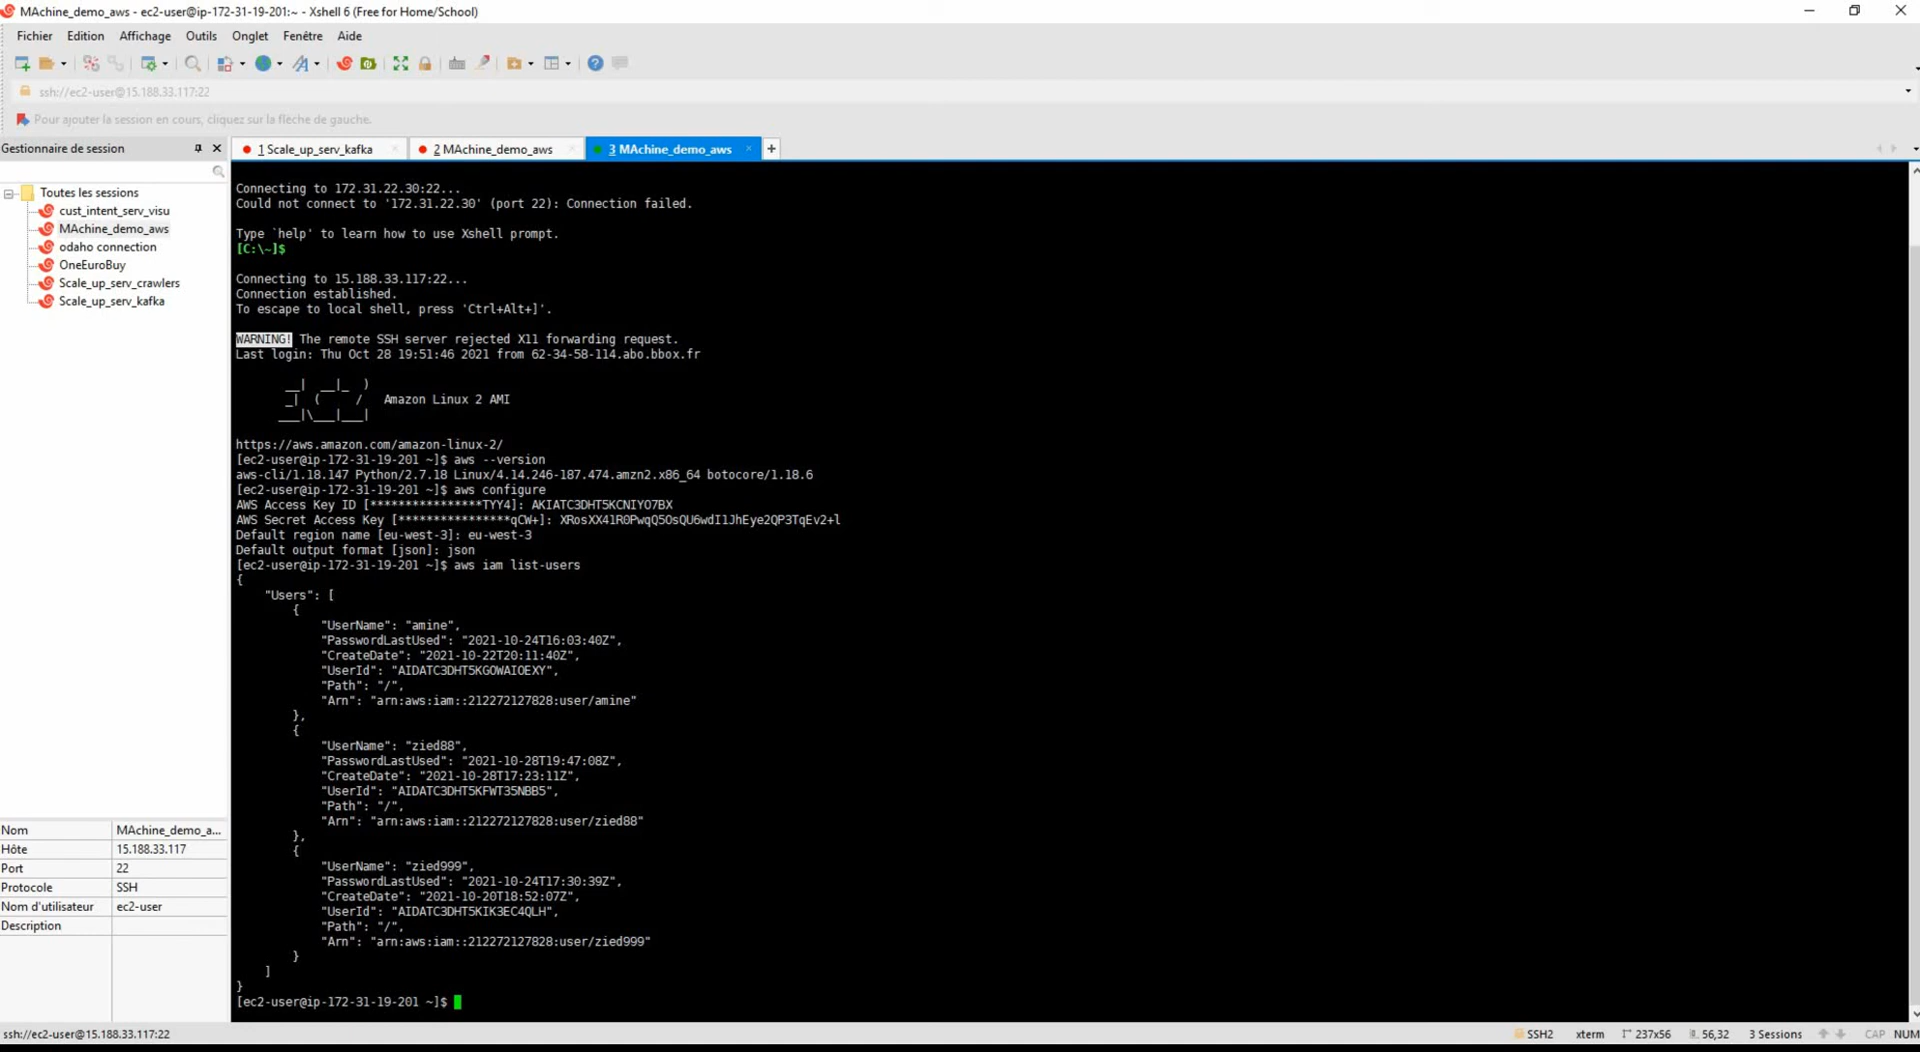 MAchine_demo_aws - ec2-user@ip-172-31-19-201:~ - Xshell 6 (Free for Home/School)
Fichier Edition Affichage Outils Onglet Fenêtre Aide
ssh://ec2-user@15.188.33.117:22
Pour ajouter la session en cours, cliquez sur la flèche de gauche.
Gestionnaire de session
1 Scale_up_serv_kafka
2 MAchine_demo_aws
3 MAchine_demo_aws
Toutes les sessions
cust_intent_serv_visu
MAchine_demo_aws
odaho connection
OneEuroBuy
Scale_up_serv_crawlers
Scale_up_serv_kafka
Connecting to 172.31.22.30:22...
Could not connect to '172.31.22.30' (port 22): Connection failed.
Type `help' to learn how to use Xshell prompt.
[C:\~]$
Connecting to 15.188.33.117:22...
Connection established.
To escape to local shell, press 'Ctrl+Alt+]'.
WARNING! The remote SSH server rejected X11 forwarding request.
Last login: Thu Oct 28 19:51:46 2021 from 62-34-58-114.abo.bbox.fr
__| __|_ )
_| ( / Amazon Linux 2 AMI
___|\___|___|
https://aws.amazon.com/amazon-linux-2/
[ec2-user@ip-172-31-19-201 ~]$ aws --version
aws-cli/1.18.147 Python/2.7.18 Linux/4.14.246-187.474.amzn2.x86_64 botocore/1.18.6
[ec2-user@ip-172-31-19-201 ~]$ aws configure
AWS Access Key ID [****************TYY4]: AKIATC3DHT5KCNIYO7BX
AWS Secret Access Key [****************qCW+]: 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
Default region name [eu-west-3]: eu-west-3
Default output format [json]: json
[ec2-user@ip-172-31-19-201 ~]$ aws iam list-users
{
"Users": [
{
"UserName": "amine",
"PasswordLastUsed": "2021-10-24T16:03:40Z",
"CreateDate": "2021-10-22T20:11:40Z",
"UserId": "AIDATC3DHT5KGOWAIOEXY",
"Path": "/",
"Arn": "arn:aws:iam::212272127828:user/amine"
},
{
"UserName": "zied88",
"PasswordLastUsed": "2021-10-28T19:47:08Z",
"CreateDate": "2021-10-28T17:23:11Z",
"UserId": "AIDATC3DHT5KFWT35NBB5",
"Path": "/",
"Arn": "arn:aws:iam::212272127828:user/zied88"
},
{
"UserName": "zied999",
"PasswordLastUsed": "2021-10-24T17:30:39Z",
"CreateDate": "2021-10-20T18:52:07Z",
"UserId": "AIDATC3DHT5KIK3EC4QLH",
"Path": "/",
"Arn": "arn:aws:iam::212272127828:user/zied999"
}
]
}
[ec2-user@ip-172-31-19-201 ~]$
Nom MAchine_demo_a...
Hôte 15.188.33.117
Port 22
Protocole SSH
Nom d'utilisateur ec2-user
Description
ssh://ec2-user@15.188.33.117:22
SSH2 xterm 237x56 56,32 3 Sessions CAP NUM